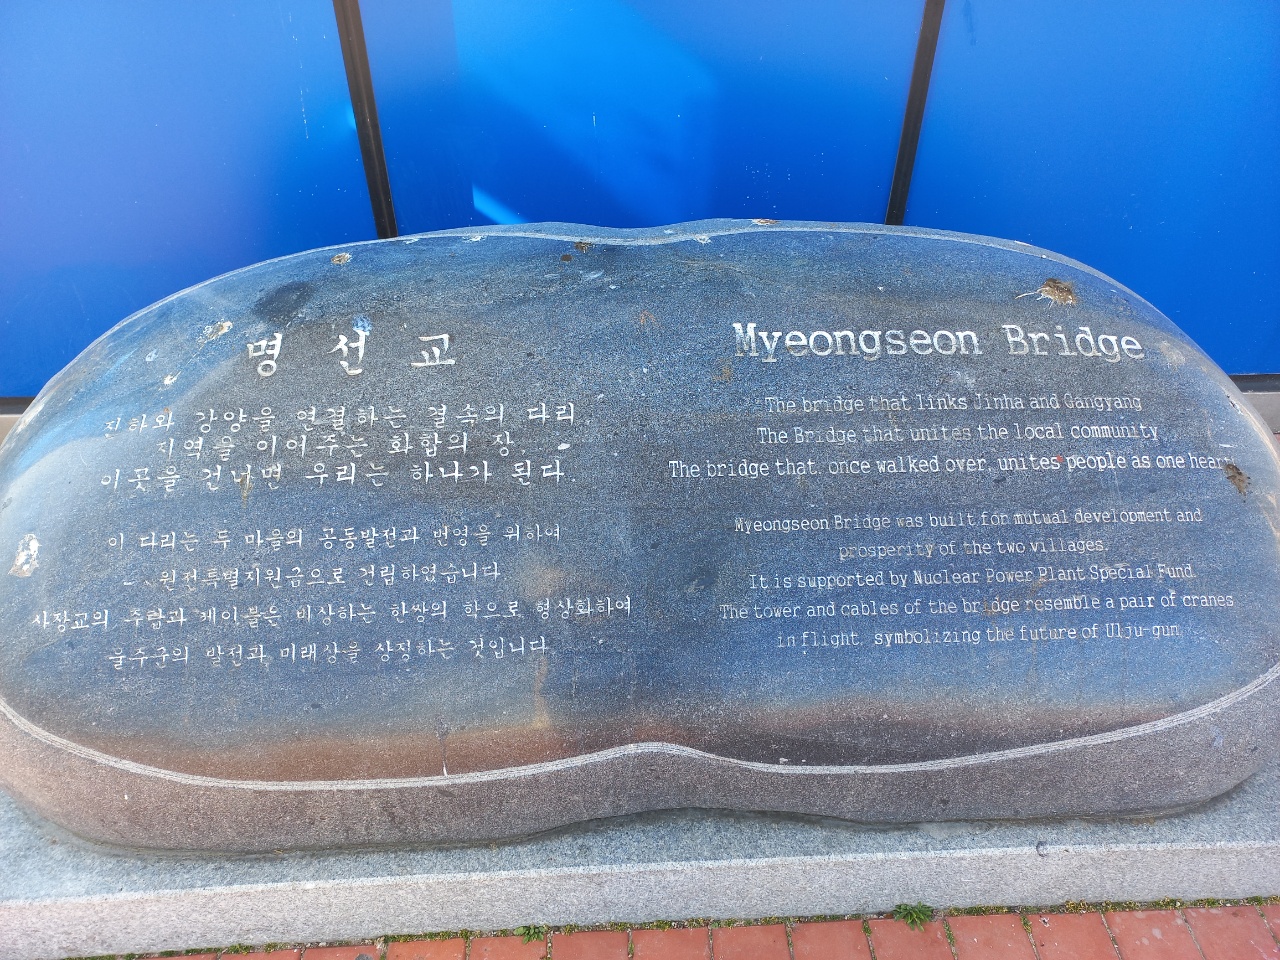 명 선 교
진하와 강양을 연결하는 결속의 다리
지역을 이어주는 화합의 장
이곳을 건너면 우리는 하나가 된다.
이 다리는 두 마을의 공동발전과 번영을 위하여
원전특별지원금으로 건립하였습니다
사장교의 주탑과 케이블은 비상하는 한쌍의 학으로 형상화하여
울주군의 발전과 미래상을 상징하는 것입니다
Myeongseon Bridge
The bridge that links Jinha and Gangyang
The Bridge that unites the local community
The bridge that, once walked over, unites people as one heart
Myeongseon Bridge was built for mutual development and
prosperity of the two villages.
It is supported by Nuclear Power Plant Special Fund
The tower and cables of the bridge resemble a pair of cranes
in flight, symbolizing the future of Ulju-gun